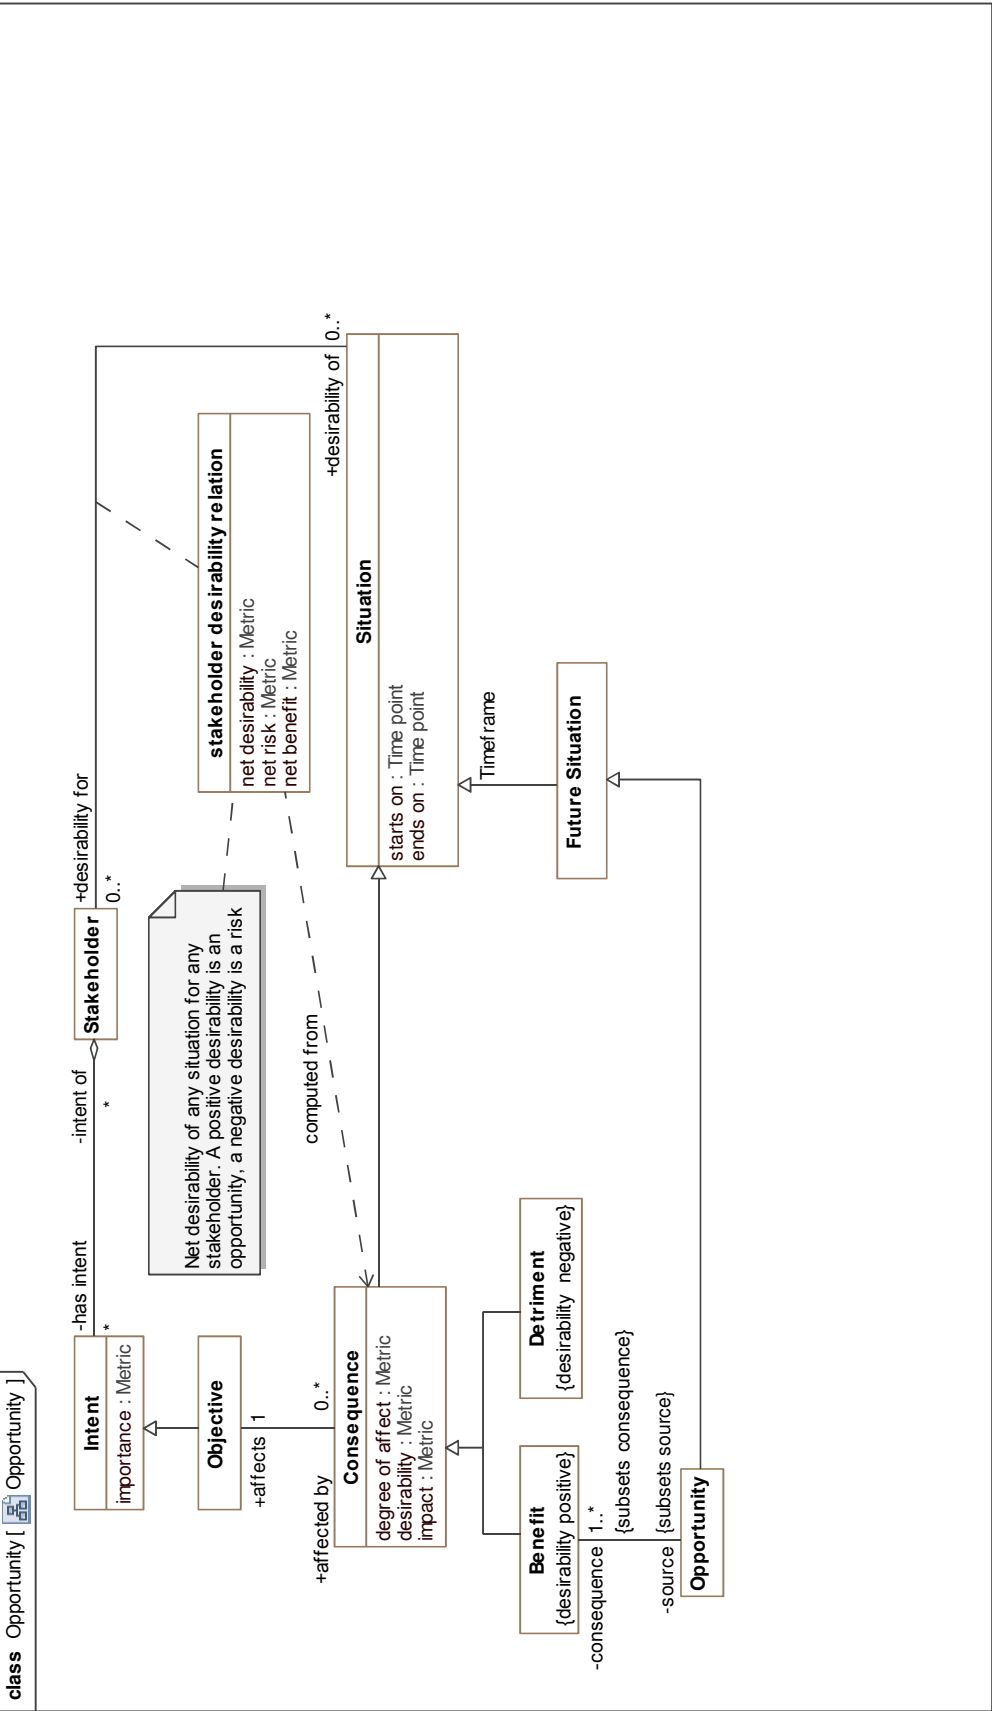 class Opportunity [ Opportunity ]
Intent
importance : Metric
-has intent
*
-intent of
*
Stakeholder
+desirability for
0..*
Objective
+affects 1
Net desirability of any situation for any
stakeholder. A positive desirability is an
opportunity, a negative desirability is a risk
stakeholder desirability relation
net desirability : Metric
net risk : Metric
net benefit : Metric
computed from
+affected by
0..*
Consequence
degree of affect : Metric
desirability : Metric
impact : Metric
+desirability of 0..*
Situation
starts on : Time point
ends on : Time point
Timeframe
Benefit
{desirability positive}
Detriment
{desirability negative}
Future Situation
-consequence 1..*
{subsets consequence}
-source {subsets source}
Opportunity